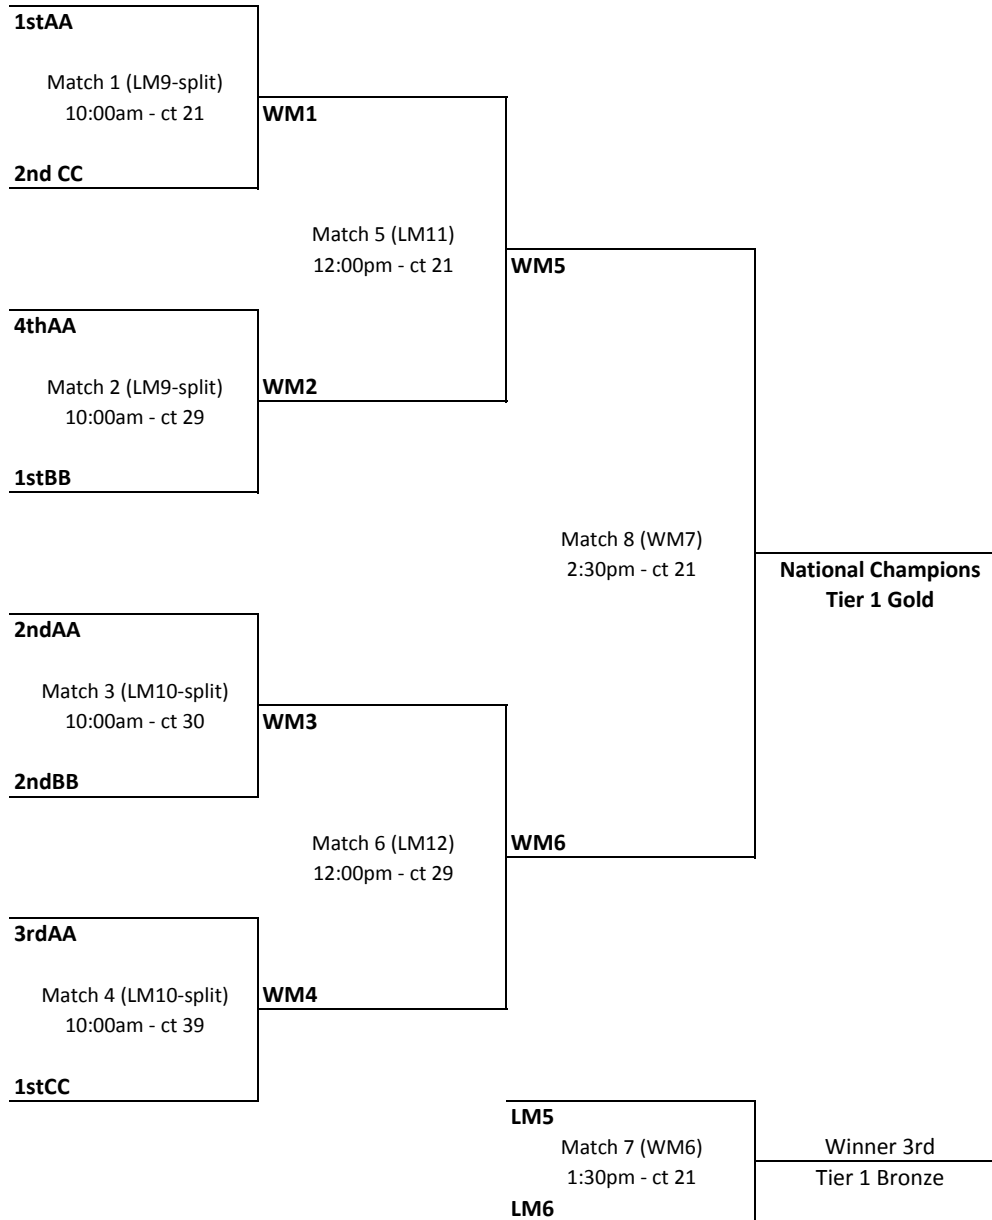 1stAA
Match 1 (LM9-split)
10:00am - ct 21
WM1
2nd CC
Match 5 (LM11)
12:00pm - ct 21
WM5
4thAA
Match 2 (LM9-split)
10:00am - ct 29
WM2
1stBB
Match 8 (WM7)
2:30pm - ct 21
National Champions
Tier 1 Gold
2ndAA
Match 3 (LM10-split)
10:00am - ct 30
WM3
2ndBB
Match 6 (LM12)
12:00pm - ct 29
WM6
3rdAA
Match 4 (LM10-split)
10:00am - ct 39
WM4
1stCC
LM5
Match 7 (WM6)
1:30pm - ct 21
LM6
Winner 3rd
Tier 1 Bronze